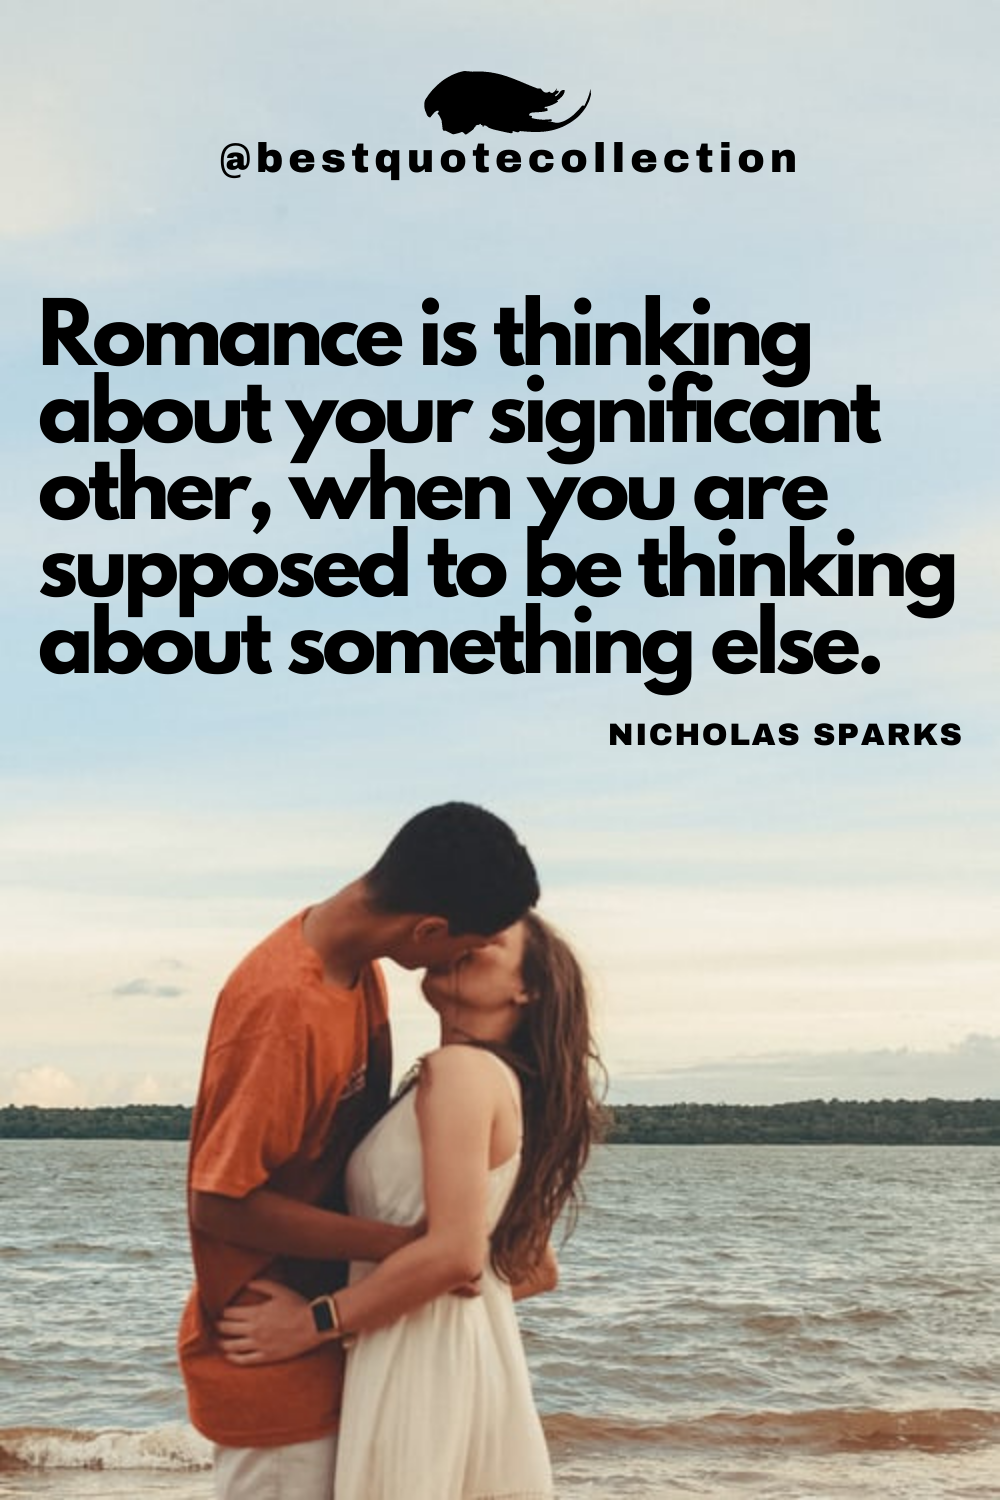 @bestquotecollection
Romance is thinking
about your significant
other, when you are
supposed to be thinking
about something else.
NICHOLAS SPARKS